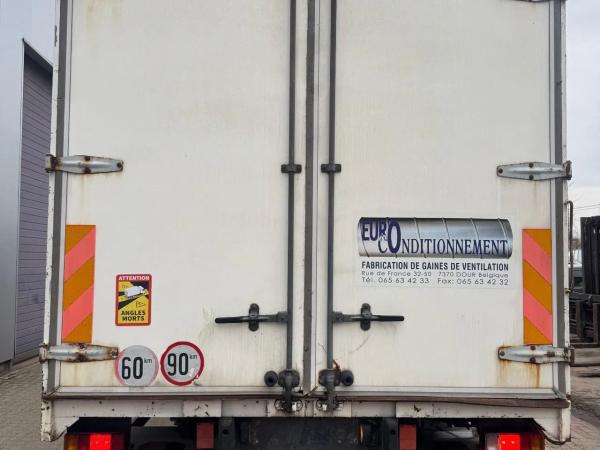 EURO
CONDITIONNEMENT
FABRICATION DE GAINES DE VENTILATION
Rue de France 32-50   7370 DOUR Belgique
Tél. 065 63 42 33   Fax: 065 63 42 32
ATTENTION
ANGLES
MORTS
60 km
90 km